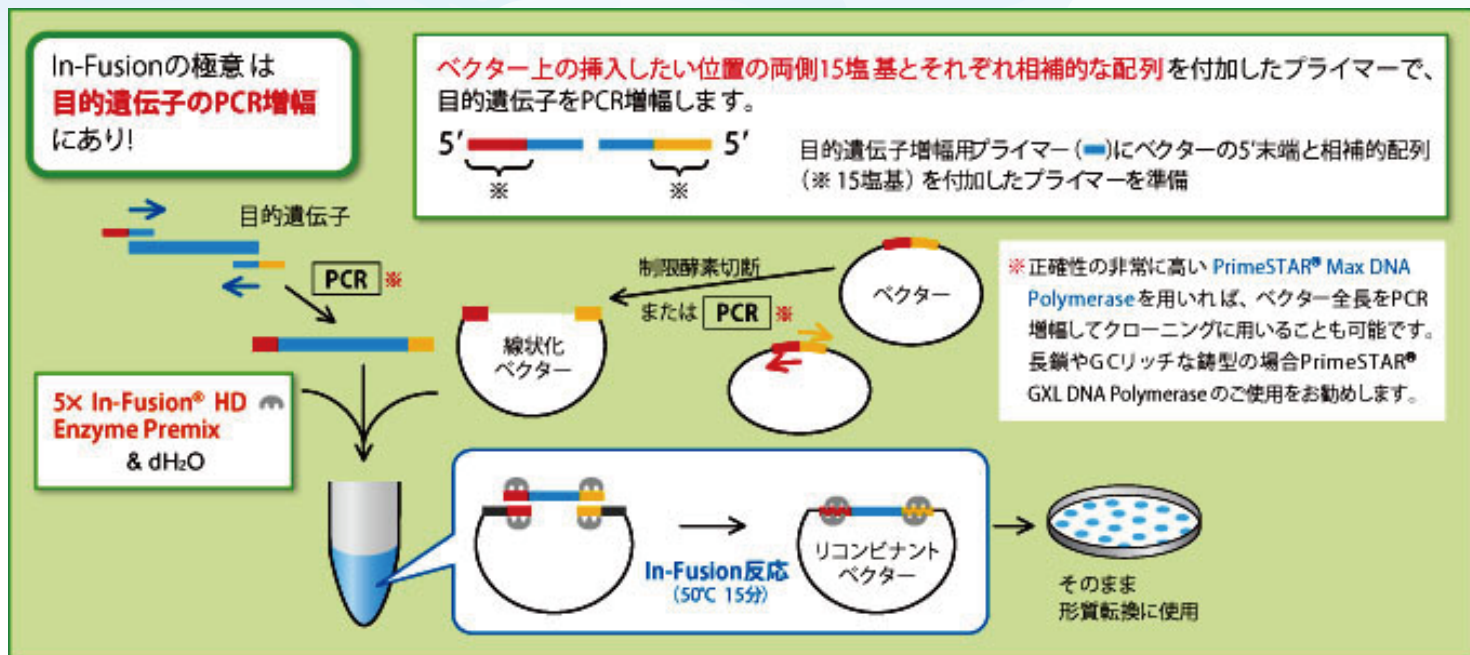 In-Fusionの極意は
目的遺伝子のPCR増幅
にあり!
ベクター上の挿入したい位置の両側15塩基とそれぞれ相補的な配列を付加したプライマーで、
目的遺伝子をPCR増幅します。
5′ 5′
※ ※
目的遺伝子増幅用プライマー(━)にベクターの5′末端と相補的配列
(※15塩基)を付加したプライマーを準備
目的遺伝子
PCR※
制限酵素切断
または PCR ※
ベクター
線状化
ベクター
※正確性の非常に高い PrimeSTAR® Max DNA
Polymeraseを用いれば、ベクター全長をPCR
増幅してクローニングに用いることも可能です。
長鎖やGCリッチな鋳型の場合PrimeSTAR®
GXL DNA Polymerase のご使用をお勧めします。
5× In-Fusion® HD
Enzyme Premix
& dH₂O
In-Fusion反応
(50℃ 15分)
リコンビナント
ベクター
そのまま
形質転換に使用